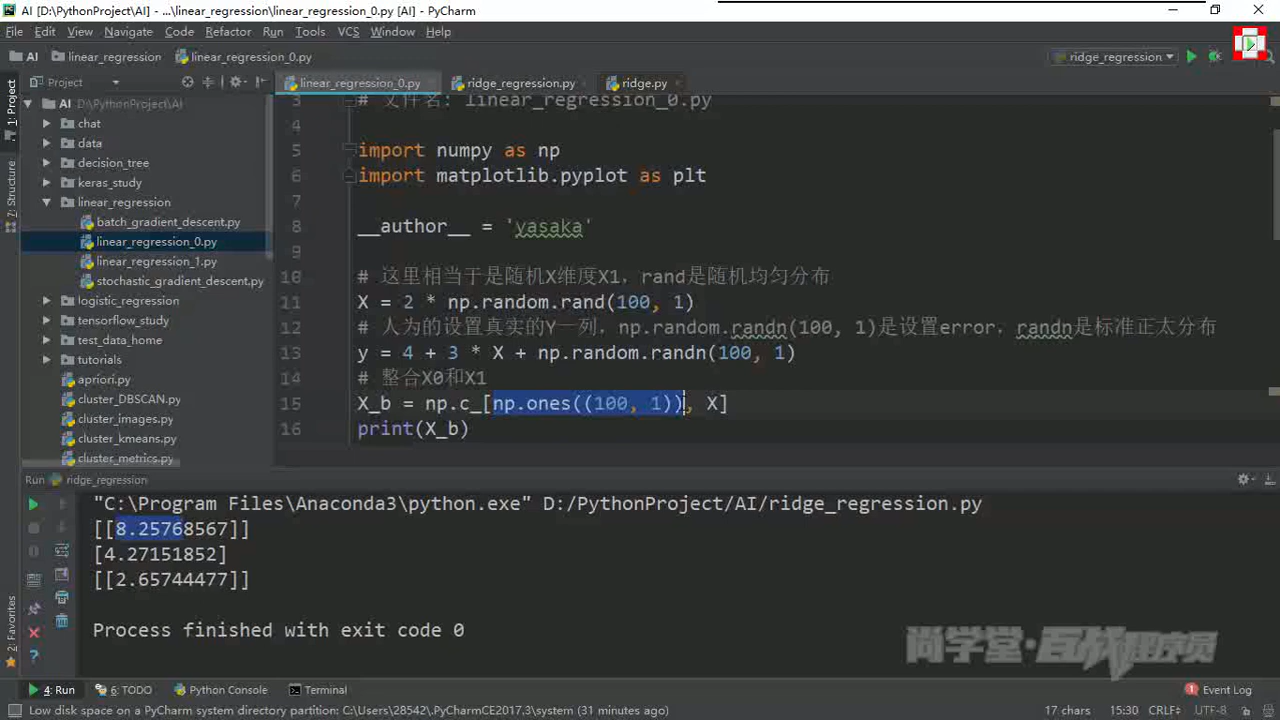 AI [D:\PythonProject\AI] - ...\linear_regression\linear_regression_0.py [AI] - PyCharm
File Edit View Navigate Code Refactor Run Tools VCS Window Help
AI linear_regression linear_regression_0.py ridge_regression
1: Project
7: Structure
2: Favorites
Project linear_regression_0.py ridge_regression.py ridge.py
AI D:\PythonProject\AI
chat
data
decision_tree
keras_study
linear_regression
batch_gradient_descent.py
linear_regression_0.py
linear_regression_1.py
stochastic_gradient_descent.py
logistic_regression
tensorflow_study
test_data_home
tutorials
apriori.py
cluster_DBSCAN.py
cluster_images.py
cluster_kmeans.py
cluster_metrics.py
3 # 文件名: linear_regression_0.py
4
5 import numpy as np
6 import matplotlib.pyplot as plt
7
8 __author__ = 'yasaka'
9
10 # 这里相当于是随机X维度X1，rand是随机均匀分布
11 X = 2 * np.random.rand(100, 1)
12 # 人为的设置真实的Y一列，np.random.randn(100, 1)是设置error，randn是标准正太分布
13 y = 4 + 3 * X + np.random.randn(100, 1)
14 # 整合X0和X1
15 X_b = np.c_[np.ones((100, 1)), X]
16 print(X_b)
Run ridge_regression
"C:\Program Files\Anaconda3\python.exe" D:/PythonProject/AI/ridge_regression.py
[[8.25768567]]
[4.27151852]
[[2.65744477]]
Process finished with exit code 0
尚学堂·百战程序员
4: Run 6: TODO Python Console Terminal 1 Event Log
Low disk space on a PyCharm system directory partition: C:\Users\28542\.PyCharmCE2017.3\system (31 minutes ago) 17 chars 15:30 CRLF÷ UTF-8